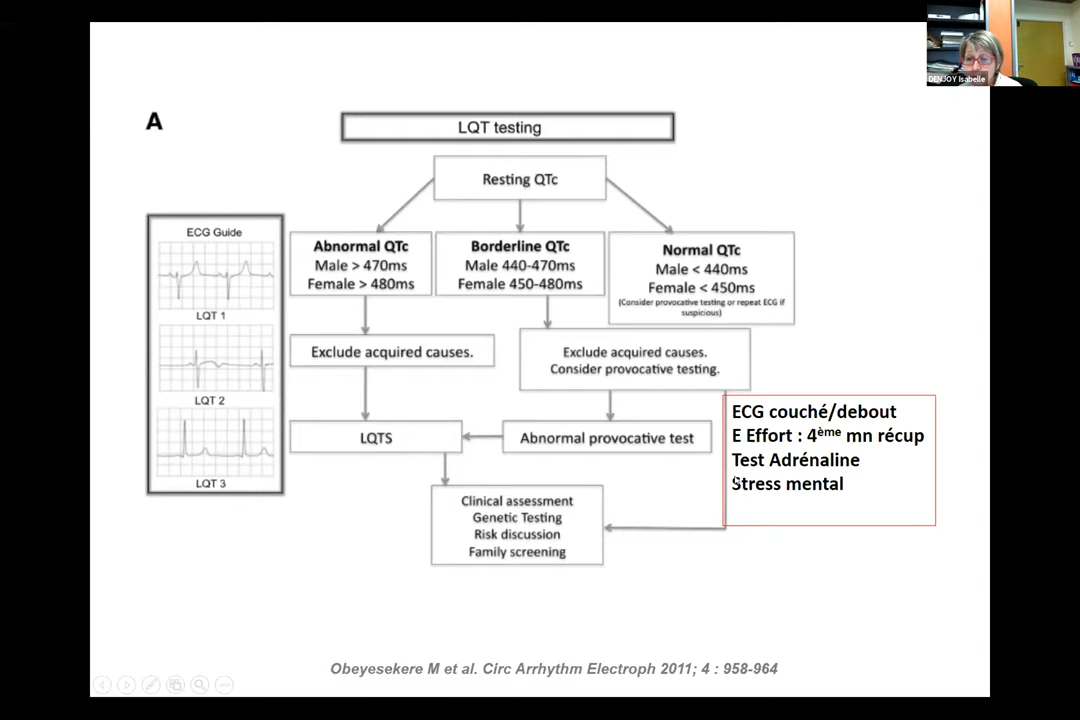 DENJOY Isabelle
A
LQT testing
Resting QTc
ECG Guide
LQT 1
LQT 2
LQT 3
Abnormal QTc
Male > 470ms
Female > 480ms
Borderline QTc
Male 440-470ms
Female 450-480ms
Normal QTc
Male < 440ms
Female < 450ms
(Consider provocative testing or repeat ECG if
suspicious)
Exclude acquired causes.
Exclude acquired causes.
Consider provocative testing.
LQTS
Abnormal provocative test
ECG couché/debout
E Effort : 4ème mn récup
Test Adrénaline
Stress mental
Clinical assessment
Genetic Testing
Risk discussion
Family screening
Obeyesekere M et al. Circ Arrhythm Electroph 2011; 4 : 958-964